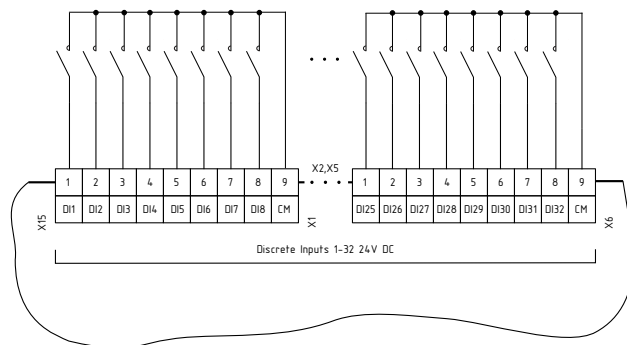 X2,X5
1 2 3 4 5 6 7 8 9
1 2 3 4 5 6 7 8 9
DI1 DI2 DI3 DI4 DI5 DI6 DI7 DI8 CM
DI25 DI26 DI27 DI28 DI29 DI30 DI31 DI32 CM
X15
X1
X6
Discrete Inputs 1-32 24V DC